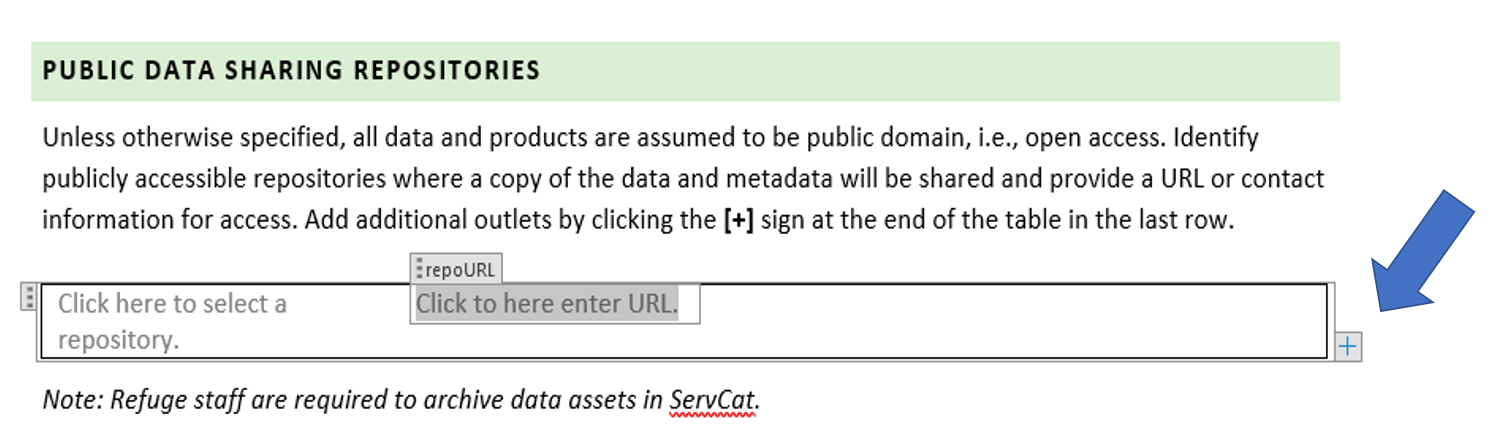 PUBLIC DATA SHARING REPOSITORIES
Unless otherwise specified, all data and products are assumed to be public domain, i.e., open access. Identify
publicly accessible repositories where a copy of the data and metadata will be shared and provide a URL or contact
information for access. Add additional outlets by clicking the [+] sign at the end of the table in the last row.
repoURL
Click here to select a
repository.
Click to here enter URL.
Note: Refuge staff are required to archive data assets in ServCat.